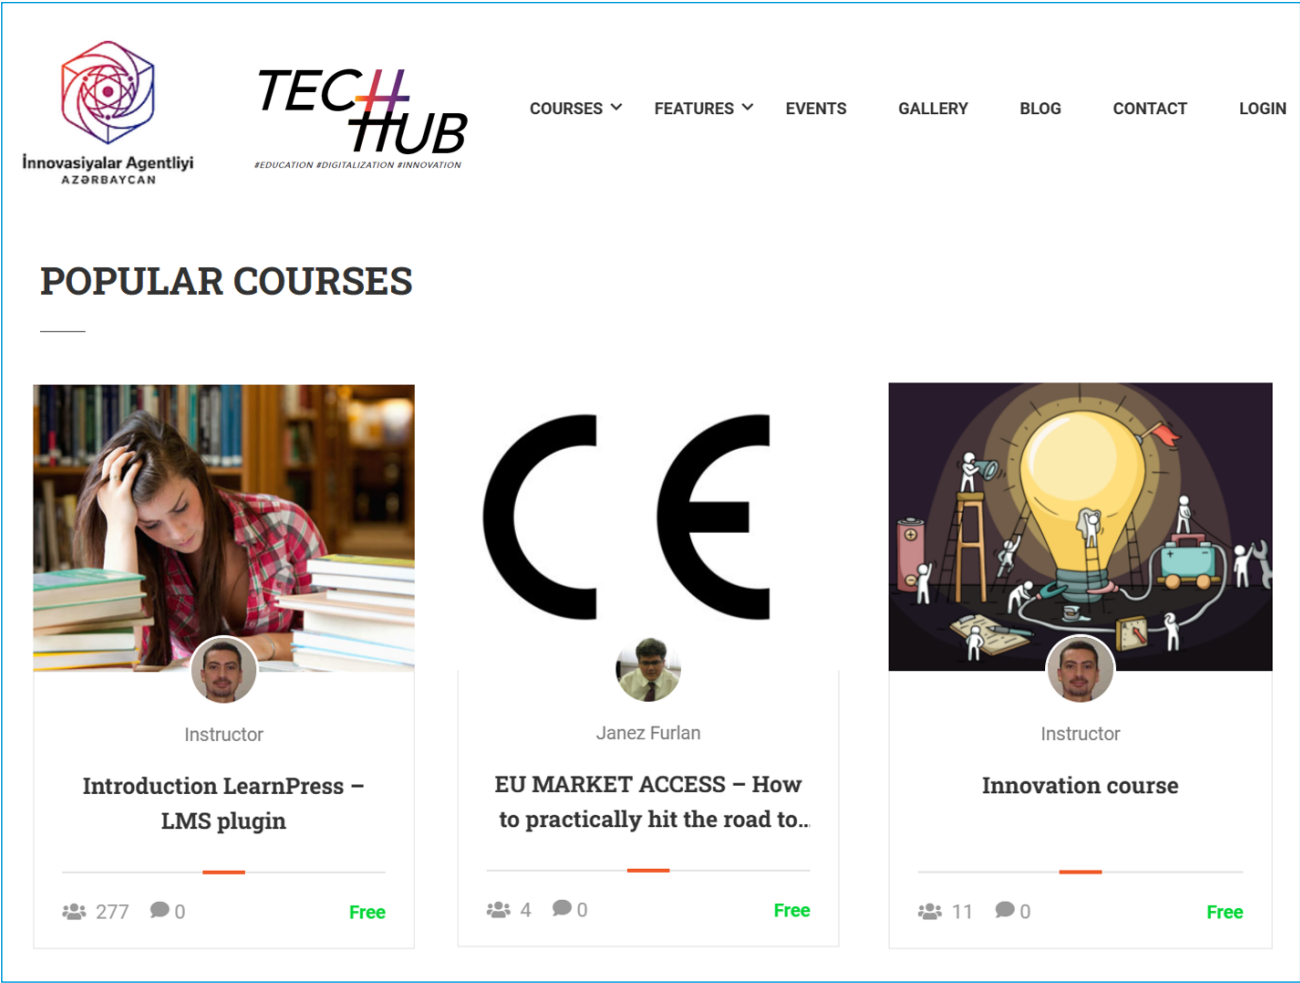 İnnovasiyalar Agentliyi
AZƏRBAYCAN
TECH
HUB
#EDUCATION #DIGITALIZATION #INNOVATION
COURSES FEATURES EVENTS GALLERY BLOG CONTACT LOGIN
POPULAR COURSES
Instructor
Introduction LearnPress –
LMS plugin
277 0 Free
CE
Janez Furlan
EU MARKET ACCESS – How
to practically hit the road to..
4 0 Free
Instructor
Innovation course
11 0 Free